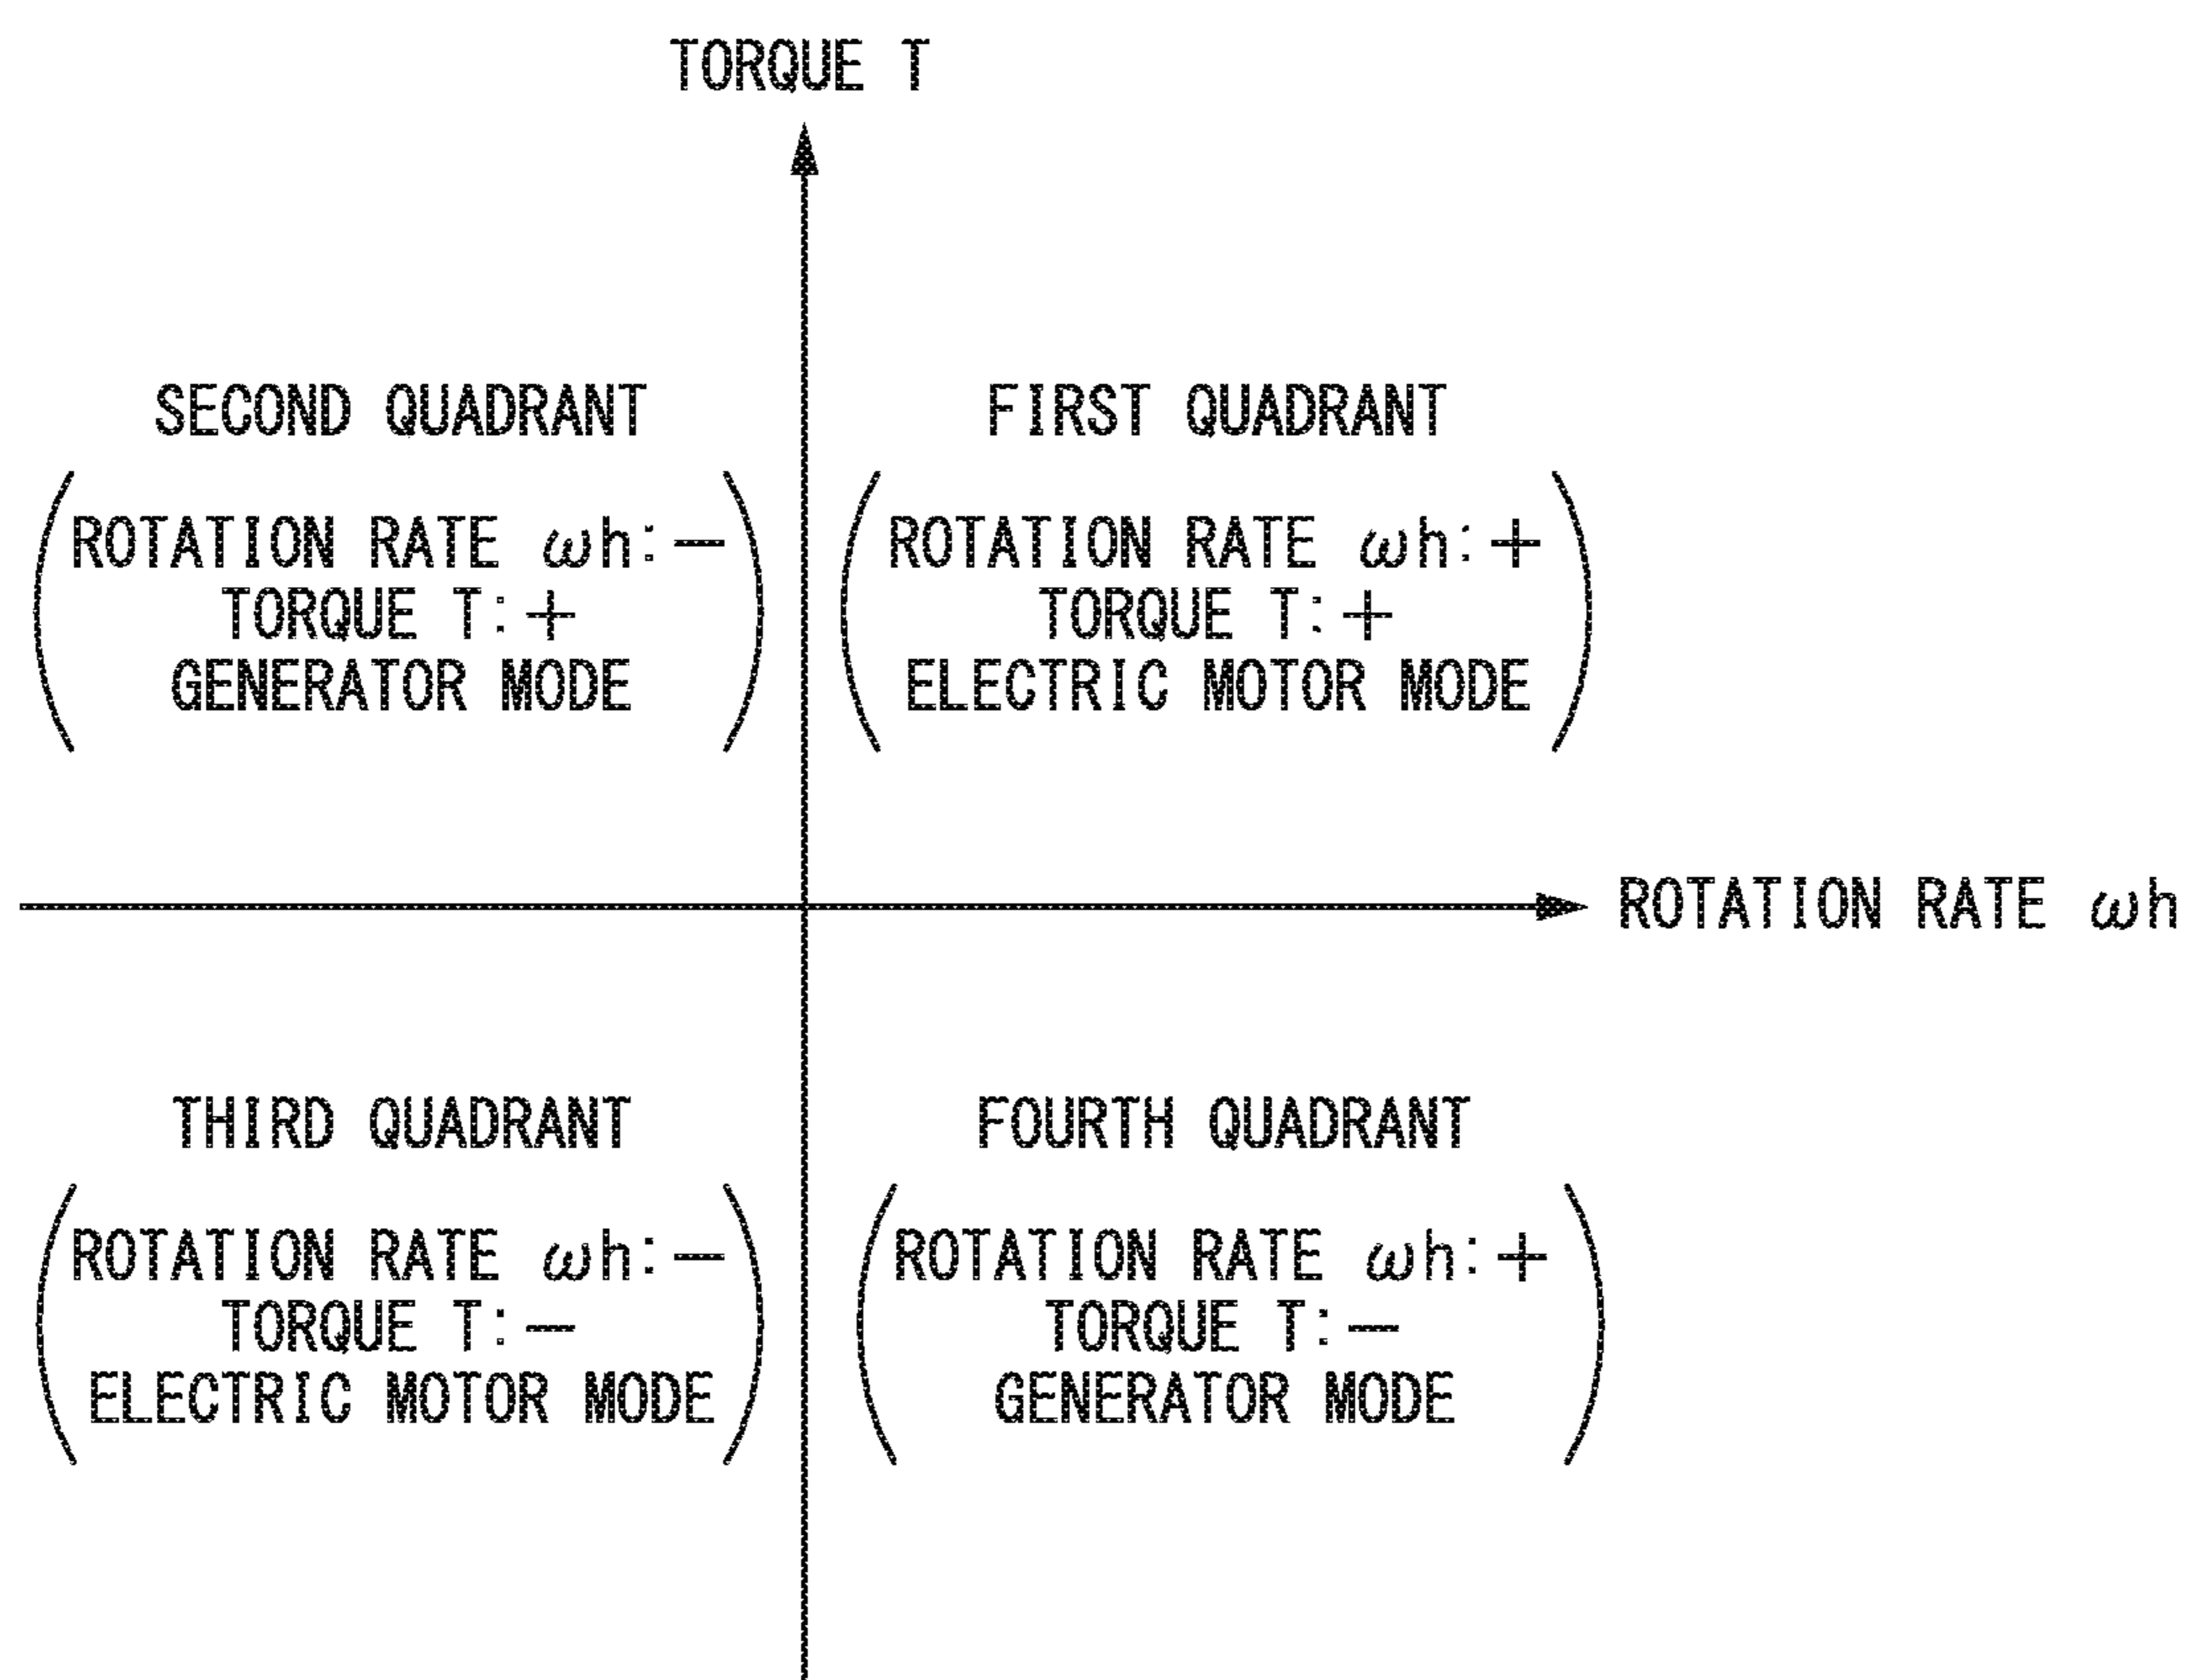 TORQUE T
SECOND QUADRANT
ROTATION RATE ωh:−
TORQUE T:+
GENERATOR MODE
FIRST QUADRANT
ROTATION RATE ωh:+
TORQUE T:+
ELECTRIC MOTOR MODE
ROTATION RATE ωh
THIRD QUADRANT
ROTATION RATE ωh:−
TORQUE T:−
ELECTRIC MOTOR MODE
FOURTH QUADRANT
ROTATION RATE ωh:+
TORQUE T:−
GENERATOR MODE